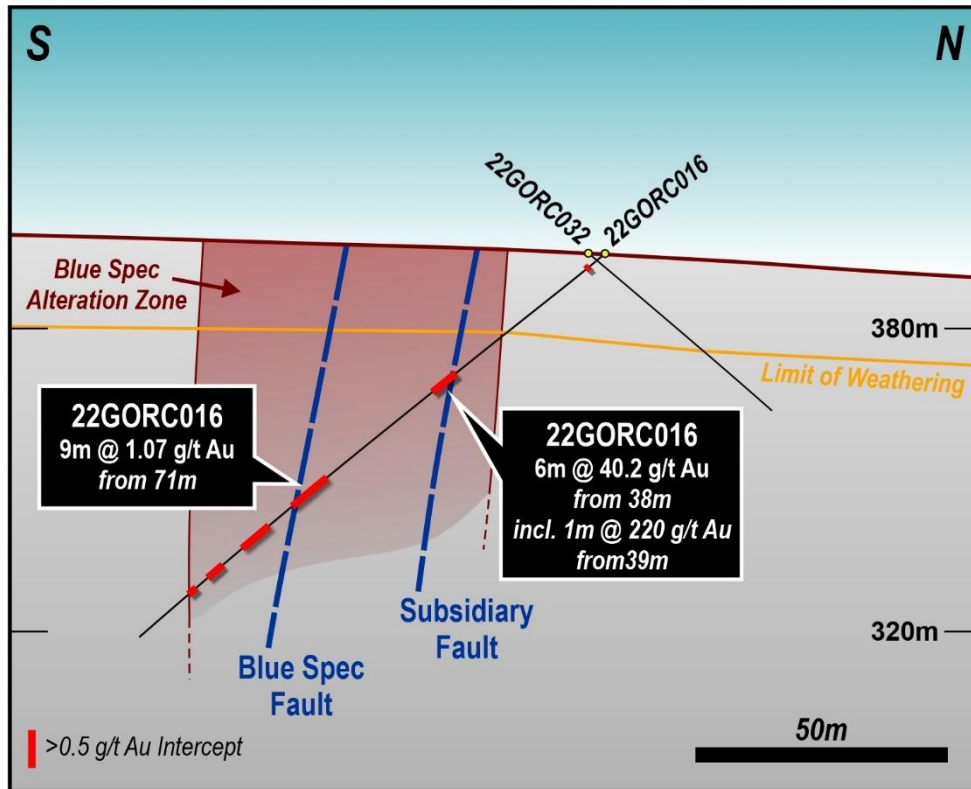 S
N
22GORC032
22GORC016
Blue Spec
Alteration Zone
380m
Limit of Weathering
22GORC016
9m @ 1.07 g/t Au
from 71m
22GORC016
6m @ 40.2 g/t Au
from 38m
incl. 1m @ 220 g/t Au
from39m
Subsidiary
Fault
320m
Blue Spec
Fault
>0.5 g/t Au Intercept
50m